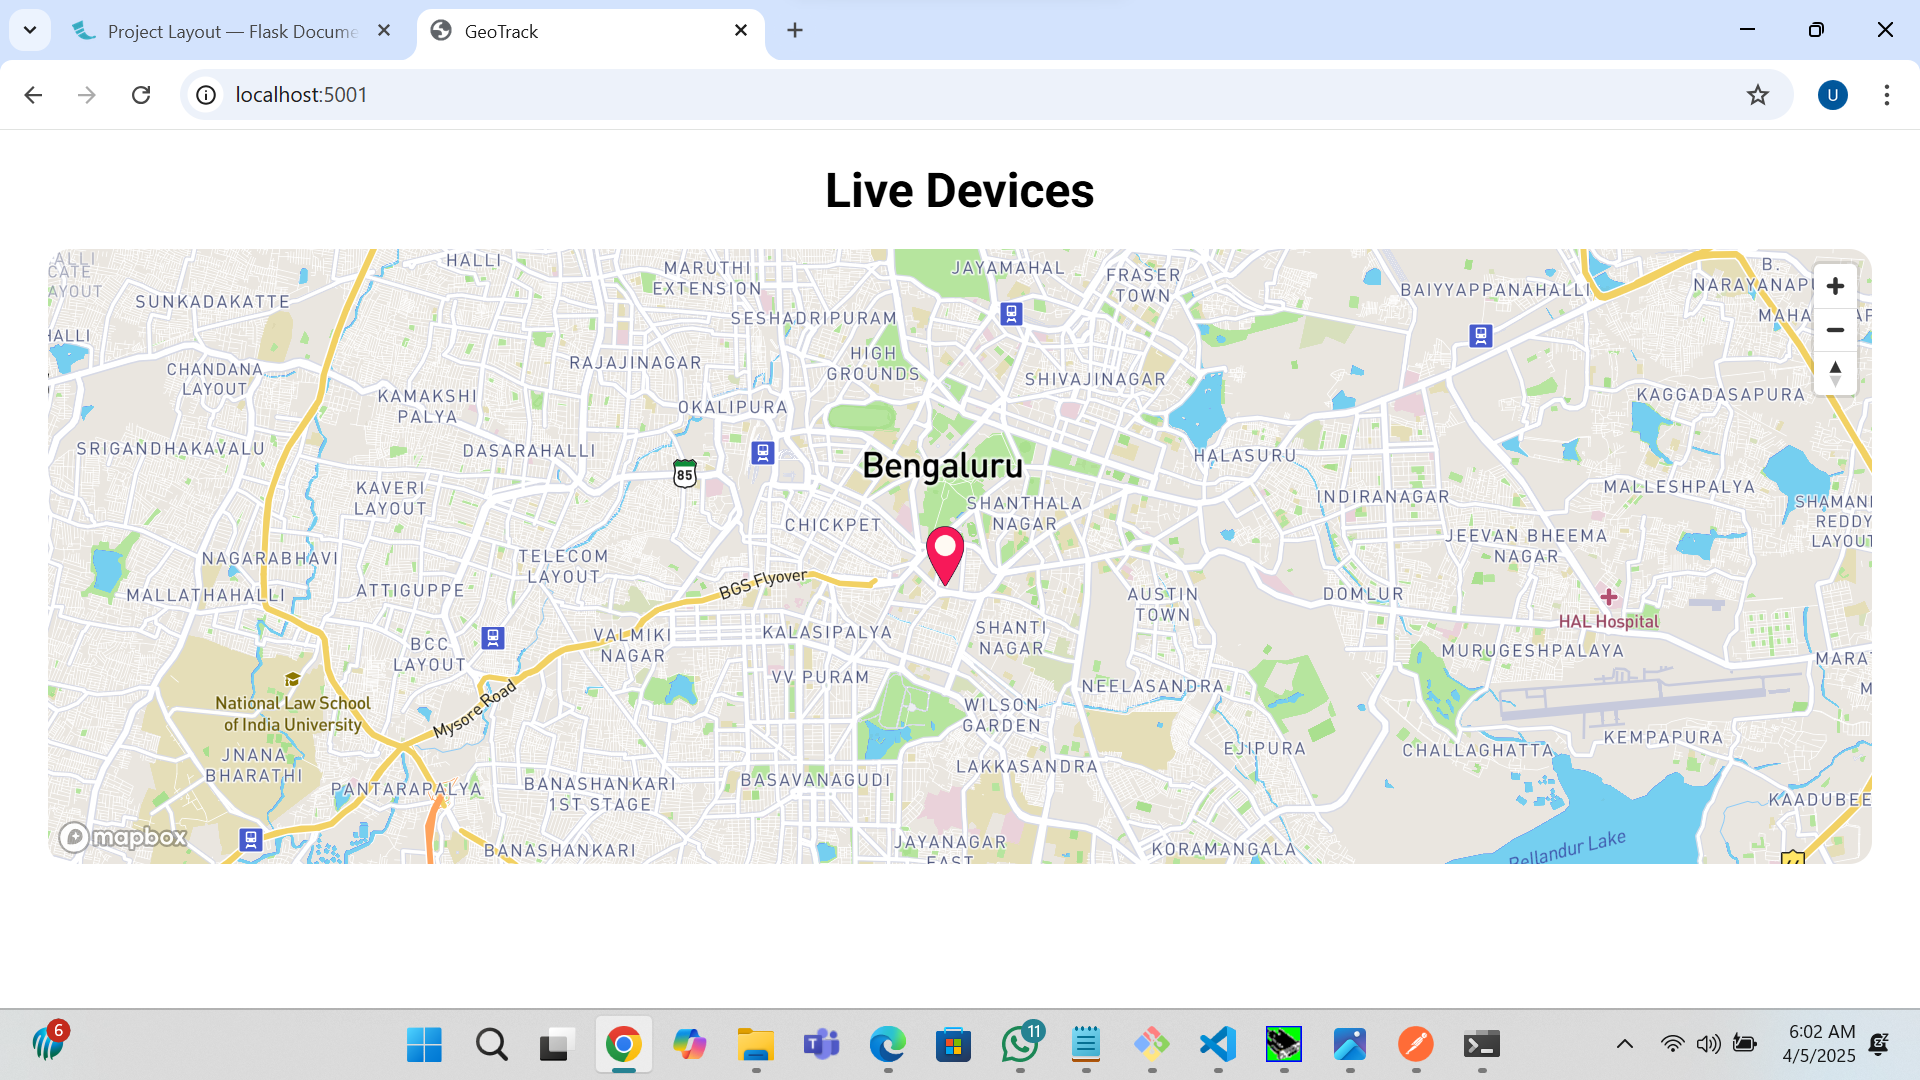 Project Layout — Flask Docume
GeoTrack
localhost:5001
U
Live Devices
ALLI
CATE
AYOUT
HALLI
MARUTHI
EXTENSION
JAYAMAHAL
FRASER
TOWN
BAIYYAPPANAHALLI
B.
NARAYANAPU
MAHA
AP
SUNKADAKATTE
SESHADRIPURAM
HALLI
CHANDANA
LAYOUT
RAJAJINAGAR
HIGH
GROUNDS
SHIVAJINAGAR
KAMAKSHI
PALYA
OKALIPURA
KAGGADASAPURA
SRIGANDHAKAVALU
DASARAHALLI
85
Bengaluru
HALASURU
KAVERI
LAYOUT
CHICKPET
SHANTHALA
NAGAR
INDIRANAGAR
MALLESHPALYA
SHAMANI
REDDY
LAYOUT
JEEVAN BHEEMA
NAGAR
NAGARABHAVI
TELECOM
LAYOUT
BGS Flyover
MALLATHAHALLI
ATTIGUPPE
AUSTIN
TOWN
DOMLUR
HAL Hospital
BCC
LAYOUT
VALMIKI
NAGAR
KALASIPALYA
SHANTI
NAGAR
MURUGESHPALAYA
MARAT
M
VV PURAM
NEELASANDRA
National Law School
of India University
Mysore Road
WILSON
GARDEN
JNANA
BHARATHI
EJIPURA
CHALLAGHATTA
KEMPAPURA
PANTARAPALYA
BANASHANKARI
1ST STAGE
BASAVANAGUDI
LAKKASANDRA
KAADUBEE
mapbox
BANASHANKARI
JAYANAGAR
EAST
KORAMANGALA
Bellandur Lake
6
11
6:02 AM
4/5/2025